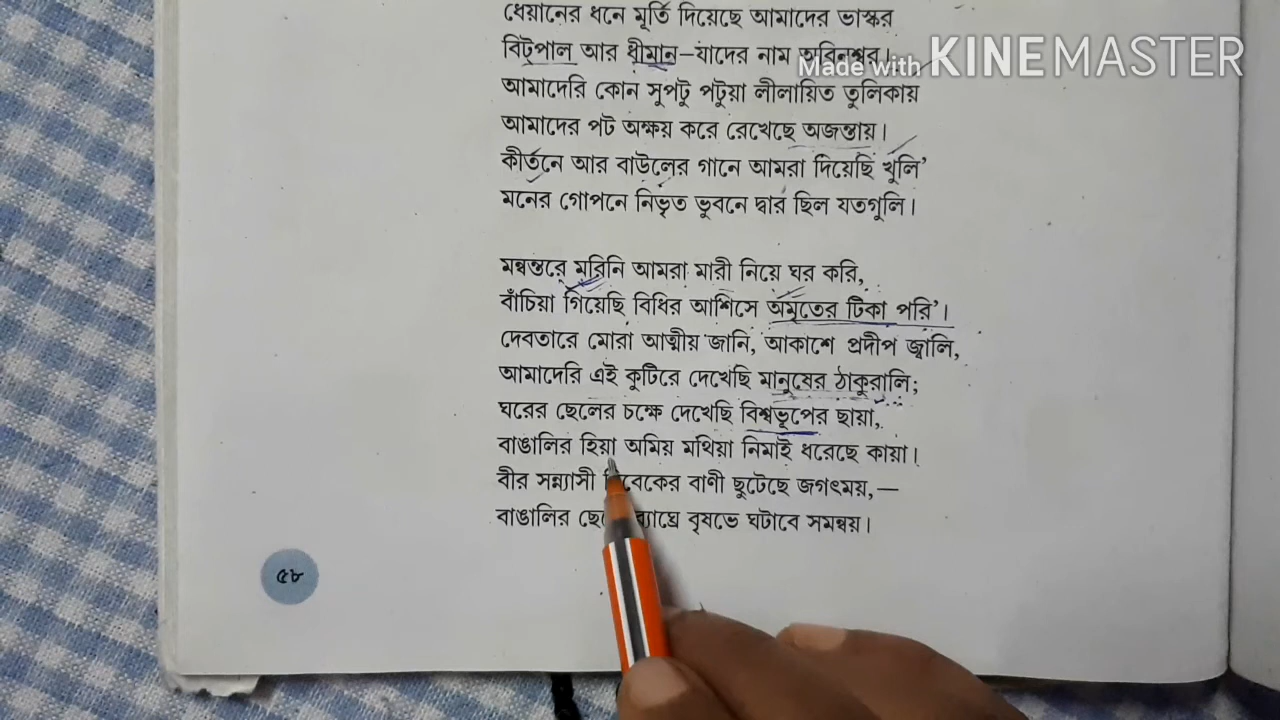 ধেয়ানের ধনে মূর্তি দিয়েছে আমাদের ভাস্কর
বিটপাল আর ধীমান—যাঁদের নাম অবিনশ্বর।
Made with KINEMASTER
আমাদেরি কোন সুপটু পটুয়া লীলায়িত তুলিকায়
আমাদের পট অক্ষয় করে রেখেছে অজন্তায়।
কীর্তনে আর বাউলের গানে আমরা দিয়েছি খুলি’
মনের গোপনে নিভৃত ভুবনে দ্বার ছিল যতগুলি।
মন্বন্তরে মরিনি আমরা মারী নিয়ে ঘর করি,
বাঁচিয়া গিয়েছি বিধির আশিসে অমৃতের টিকা পরি’।
দেবতারে মোরা আত্মীয় জানি, আকাশে প্রদীপ জ্বালি,
আমাদেরি এই কুটিরে দেখেছি মানুষের ঠাকুরালি;
ঘরের ছেলের চক্ষে দেখেছি বিশ্বভূপের ছায়া,
বাঙালির হিয়া অমিয় মথিয়া নিমাই ধরেছে কায়া।
বীর সন্ন্যাসী বাণী ছুটেছে জগৎময়,—
বাঙালির বৃষভে ঘটাবে সমন্বয়।
৫৮